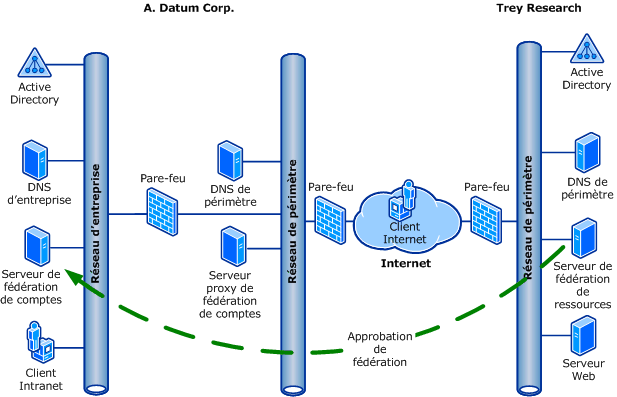 A. Datum Corp.
Trey Research
Active
Directory
DNS
d'entreprise
Serveur de
fédération
de comptes
Client
Intranet
Réseau d'entreprise
Pare-feu
DNS de
périmètre
Serveur
proxy de
fédération
de comptes
Réseau de périmètre
Pare-feu
Client
Internet
Internet
Pare-feu
Approbation
de
fédération
Réseau de périmètre
Active
Directory
DNS de
périmètre
Serveur de
fédération
de
ressources
Serveur
Web